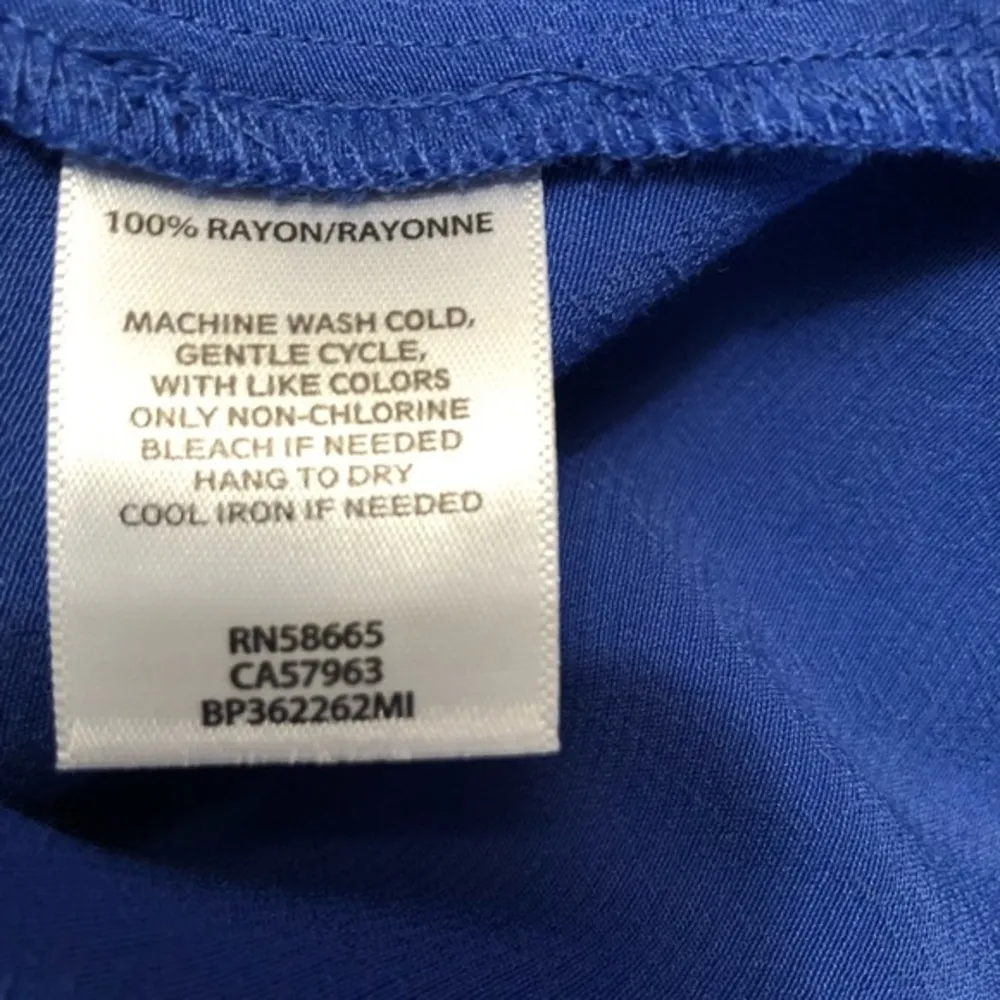 100% RAYON/RAYONNE
MACHINE WASH COLD,
GENTLE CYCLE,
WITH LIKE COLORS
ONLY NON-CHLORINE
BLEACH IF NEEDED
HANG TO DRY
COOL IRON IF NEEDED
RN58665
CA57963
BP362262MI